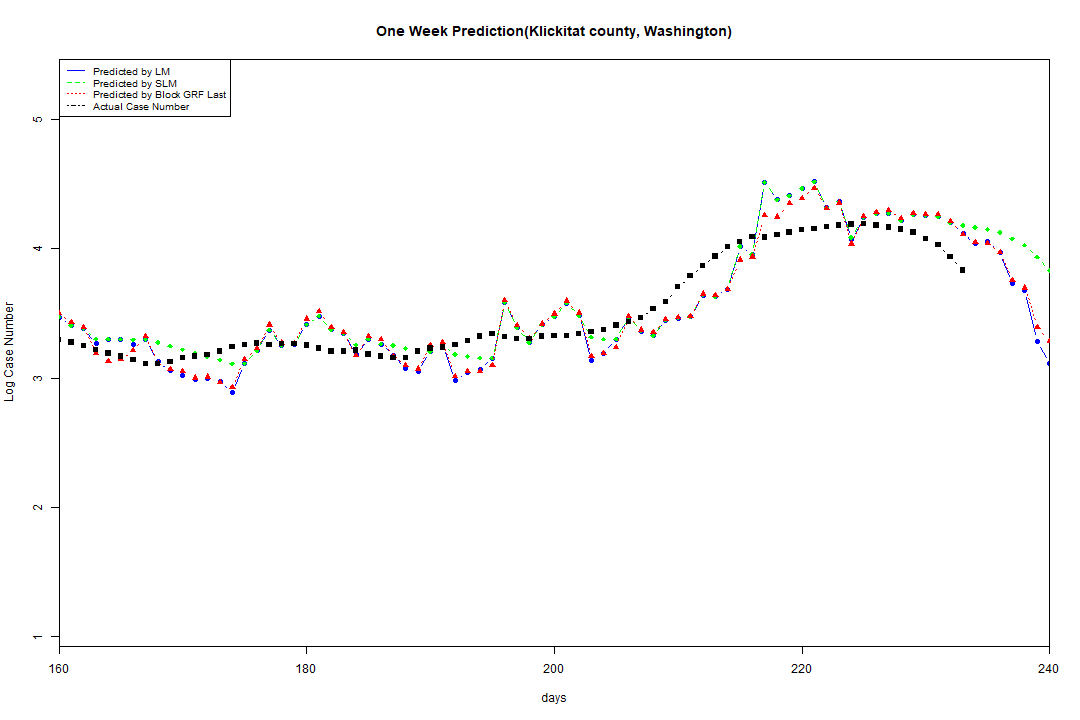 One Week Prediction(Klickitat county, Washington)
Predicted by LM
Predicted by SLM
Predicted by Block GRF Last
Actual Case Number
5
4
3
2
1
Log Case Number
160 180 200 220 240
days